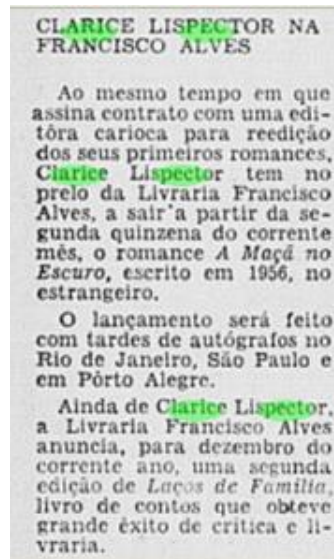 CLARICE LISPECTOR NA
FRANCISCO ALVES
Ao mesmo tempo em que
assina contrato com uma edi-
tôra carioca para reedição
dos seus primeiros romances,
Clarice Lispector tem no
prelo da Livraria Francisco
Alves, a sair'a partir da se-
gunda quinzena do corrente
mês, o romance A Maçã no
Escuro, escrito em 1956, no
estrangeiro.
O lançamento será feito
com tardes de autógrafos no
Rio de Janeiro, São Paulo e
em Pôrto Alegre.
Ainda de Clarice Lispector,
a Livraria Francisco Alves
anuncia, para dezembro do
corrente ano, uma segunda
edição de Laços de Família,
livro de contos que obteve
grande êxito de crítica e li-
vraria.